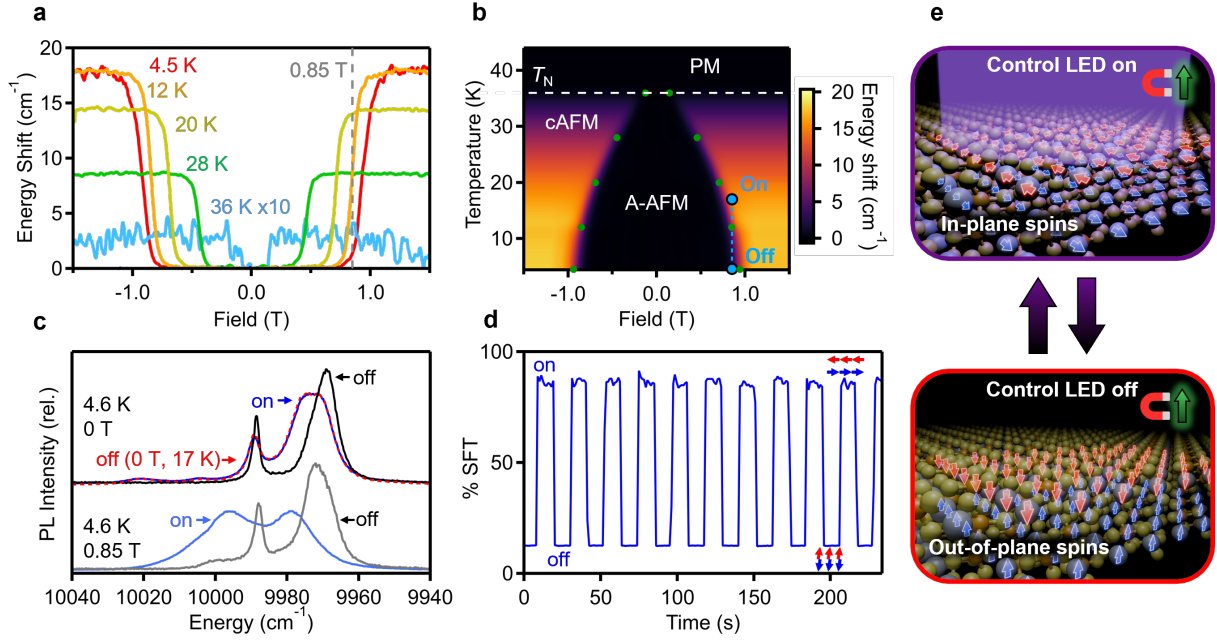 a
20
15
10
5
0
Energy Shift (cm-1)
4.5 K
12 K
20 K
28 K
36 K x10
0.85 T
-1.0
0.0
1.0
Field (T)
b
40
30
20
10
Temperature (K)
TN
PM
cAFM
A-AFM
On
Off
-1.0
0.0
1.0
Field (T)
20
15
10
5
0
Energy shift (cm-1)
c
PL Intensity (rel.)
4.6 K
0 T
on
off
off (0 T, 17 K)
4.6 K
0.85 T
on
off
10040
10020
10000
9980
9960
9940
Energy (cm-1)
d
100
50
0
% SFT
on
off
0
50
100
150
200
Time (s)
e
Control LED on
In-plane spins
Control LED off
Out-of-plane spins